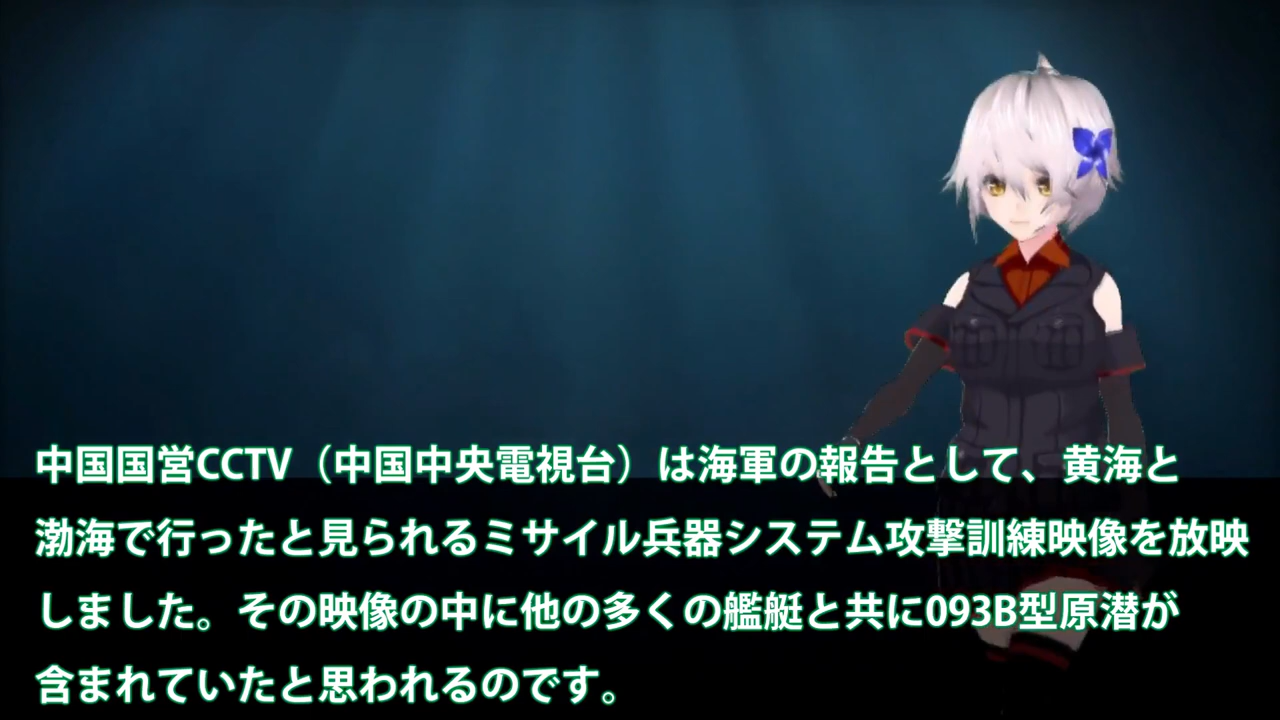 中国国営CCTV（中国中央電視台）は海軍の報告として、黄海と
渤海で行ったと見られるミサイル兵器システム攻撃訓練映像を放映
しました。その映像の中に他の多くの艦艇と共に093B型原潜が
含まれていたと思われるのです。